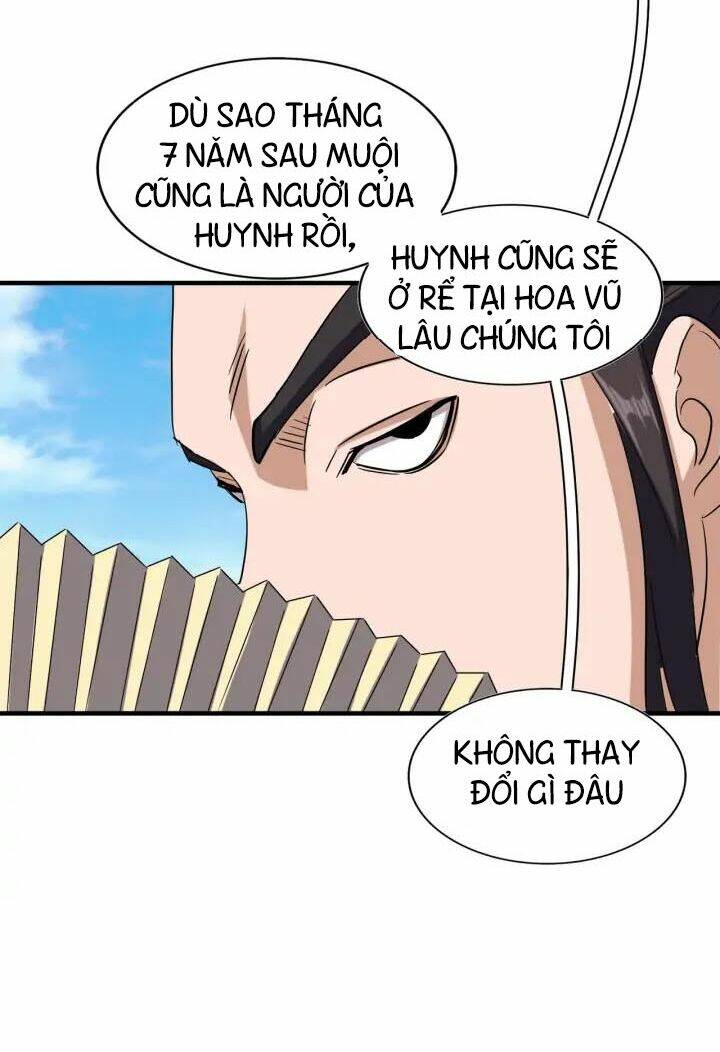 DÙ SAO THÁNG
7 NĂM SAU MUỘI
CŨNG LÀ NGƯỜI CỦA
HUYNH RỒI,
HUYNH CŨNG SẼ
Ở RỂ TẠI HOA VŨ
LÂU CHÚNG TÔI
KHÔNG THAY
ĐỔI GÌ ĐÂU